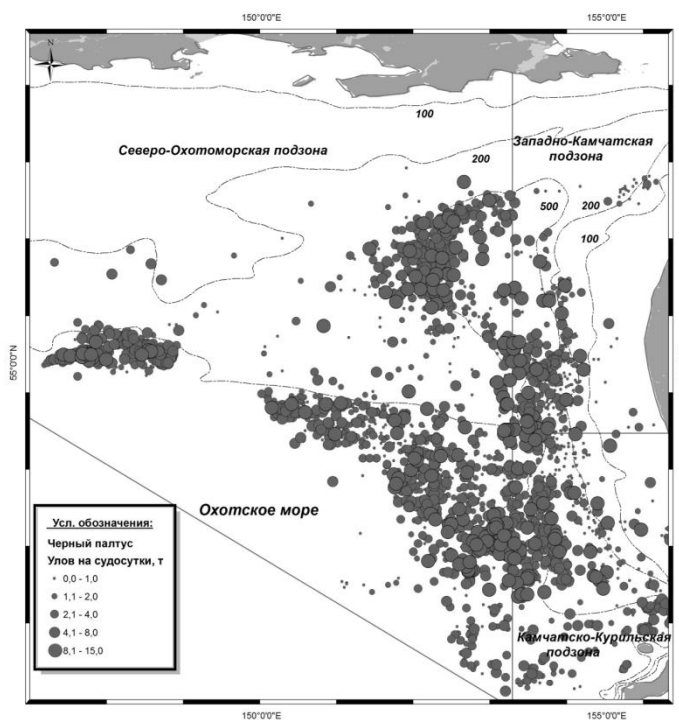 150°0'0"E 155°0'0"E
N
100
Северо-Охотоморская подзона
Западно-Камчатская
подзона
200
500
200
100
55°0'0"N
Охотское море
Усл. обозначения:
Черный палтус
Улов на судосутки, т
0,0 - 1,0
1,1 - 2,0
2,1 - 4,0
4,1 - 8,0
8,1 - 15,0
Камчатско-Курильская
подзона
150°0'0"E 155°0'0"E